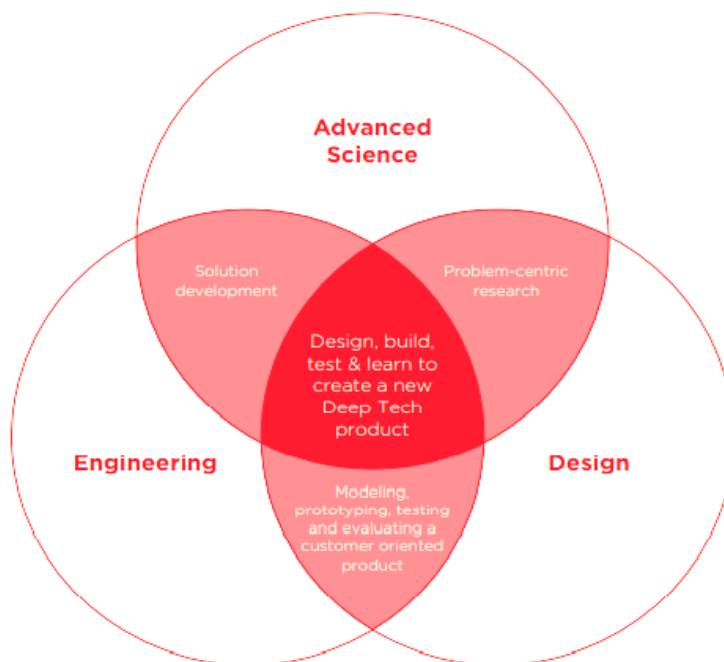 Advanced
Science
Solution
development
Problem-centric
research
Design, build,
test & learn to
create a new
Deep Tech
product
Engineering
Design
Modeling,
prototyping, testing
and evaluating a
customer oriented
product